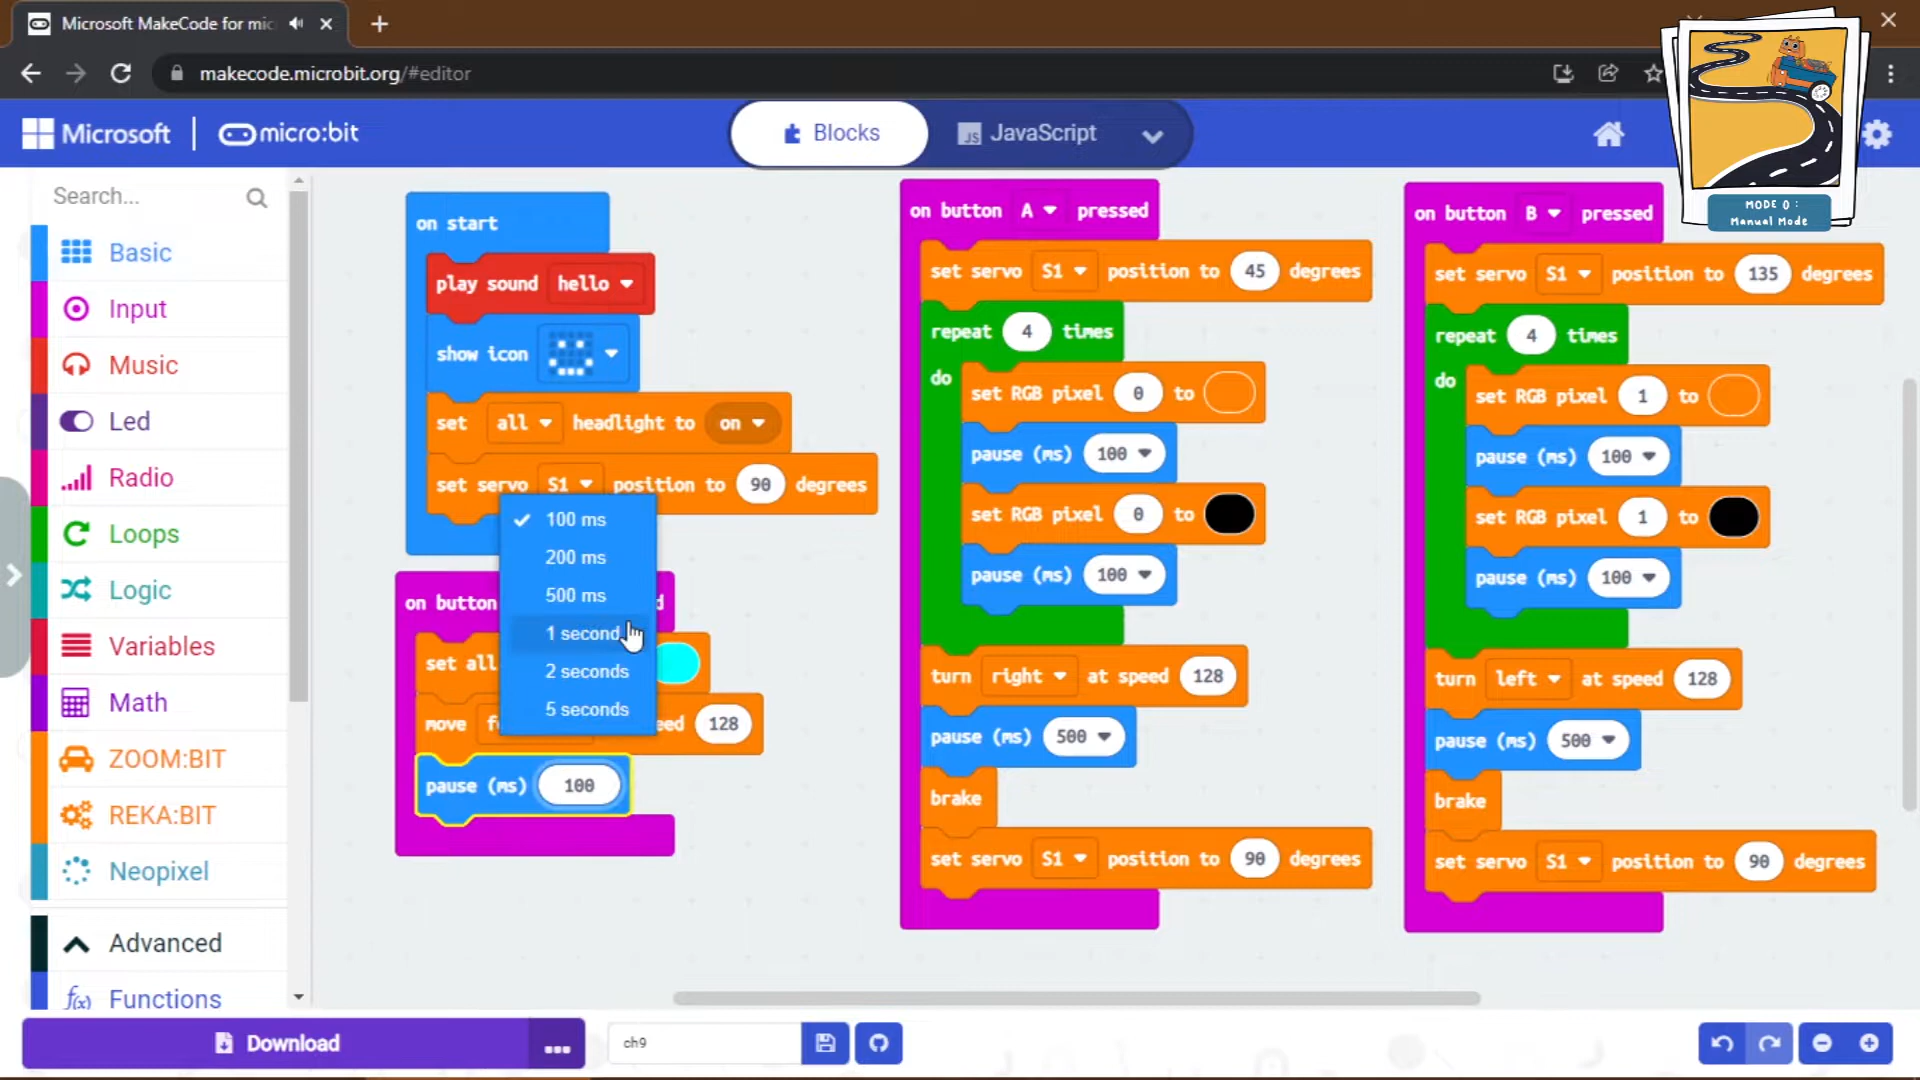 Microsoft MakeCode for mic
makecode.microbit.org/#editor
Microsoft
micro:bit
Blocks
JS
JavaScript
MODE 0 :
Manual Mode
Search...
Basic
Input
Music
Led
Radio
Loops
Logic
Variables
Math
ZOOM:BIT
REKA:BIT
Neopixel
Advanced
f(x) Functions
on start
play sound hello
show icon
set all headlight to on
set servo S1 position to 90 degrees
100 ms
200 ms
500 ms
1 second
2 seconds
5 seconds
on button
set all
move
128
pause (ms) 100
on button A pressed
set servo S1 position to 45 degrees
repeat 4 times
do
set RGB pixel 0 to
pause (ms) 100
set RGB pixel 0 to
pause (ms) 100
turn right at speed 128
pause (ms) 500
brake
set servo S1 position to 90 degrees
on button B pressed
set servo S1 position to 135 degrees
repeat 4 times
do
set RGB pixel 1 to
pause (ms) 100
set RGB pixel 1 to
pause (ms) 100
turn left at speed 128
pause (ms) 500
brake
set servo S1 position to 90 degrees
Download
ch9